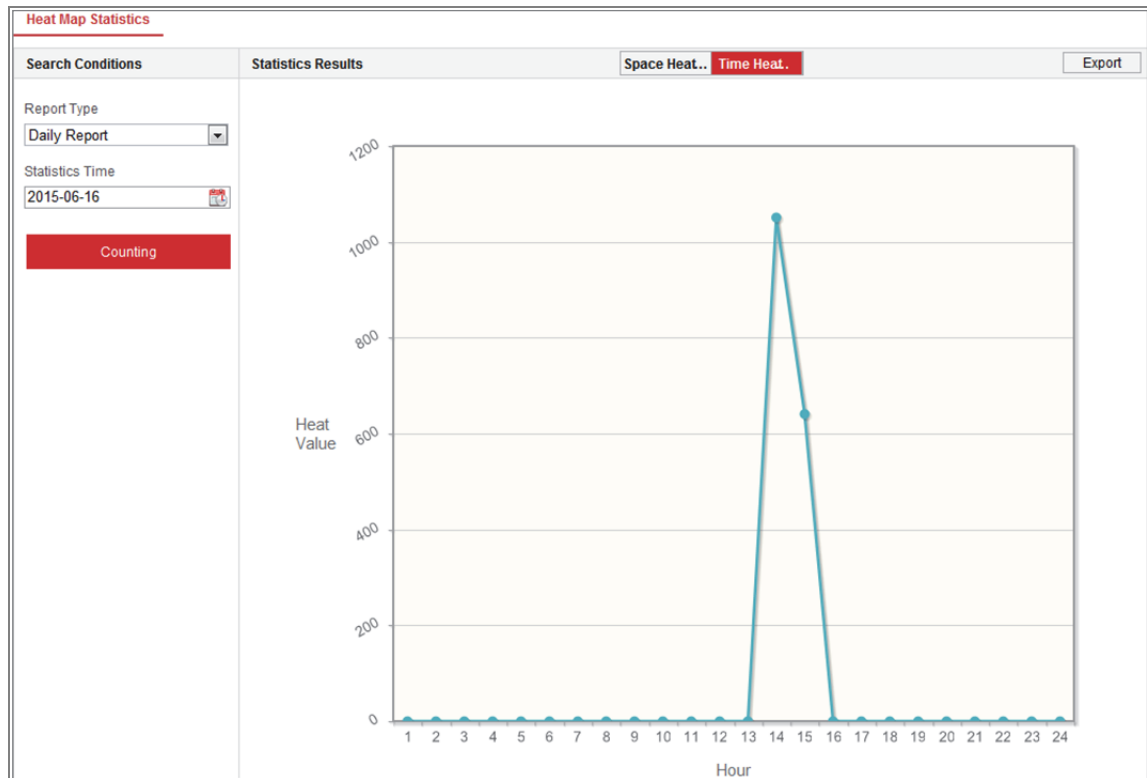 Heat Map Statistics
Search Conditions
Statistics Results
Space Heat...
Time Heat..
Export
Report Type
Daily Report
Statistics Time
2015-06-16
Counting
1200
1000
800
Heat
Value
600
400
200
0
1 2 3 4 5 6 7 8 9 10 11 12 13 14 15 16 17 18 19 20 21 22 23 24
Hour